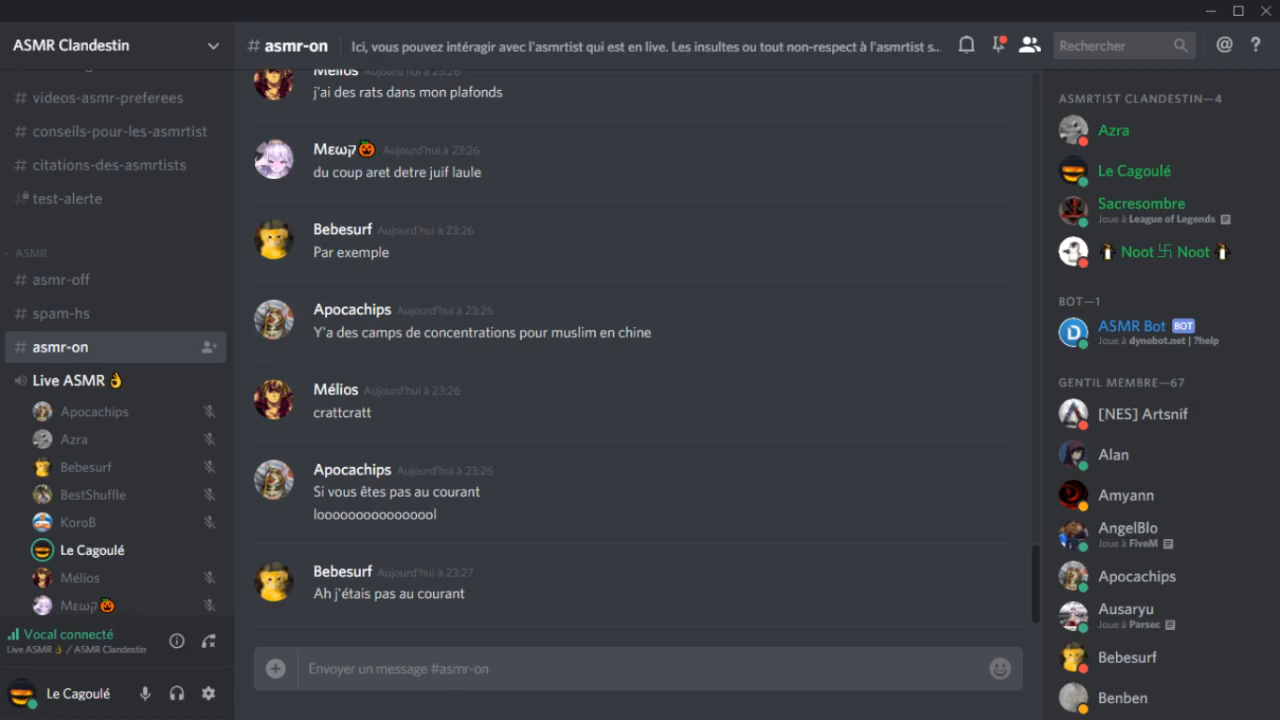 ASMR Clandestin
# asmr-on
Ici, vous pouvez intéragir avec l'asmrtist qui est en live. Les insultes ou tout non-respect à l'asmrtist s...
Rechercher
# videos-asmr-preferees
# conseils-pour-les-asmrtist
# citations-des-asmrtists
test-alerte
ASMR
# asmr-off
# spam-hs
# asmr-on
Live ASMR 👌
Apocachips
Azra
Bebesurf
BestShuffle
KoroB
Le Cagoulé
Mélios
Mεωק🎃
Vocal connecté
Live ASMR 👌 / ASMR Clandestin
Le Cagoulé
Mélios Aujourd'hui à 23:26
j'ai des rats dans mon plafonds
Mεωק🎃 Aujourd'hui à 23:26
du coup aret detre juif laule
Bebesurf Aujourd'hui à 23:26
Par exemple
Apocachips Aujourd'hui à 23:26
Y'a des camps de concentrations pour muslim en chine
Mélios Aujourd'hui à 23:26
crattcratt
Apocachips Aujourd'hui à 23:26
Si vous êtes pas au courant
looooooooooooooool
Bebesurf Aujourd'hui à 23:27
Ah j'étais pas au courant
Envoyer un message #asmr-on
ASMRTIST CLANDESTIN—4
Azra
Le Cagoulé
Sacresombre
Joue à League of Legends
🐧 Noot 卐 Noot 🐧
BOT—1
ASMR Bot BOT
Joue à dynobot.net | ?help
GENTIL MEMBRE—67
[NES] Artsnif
Alan
Amyann
AngelBlo
Joue à FiveM
Apocachips
Ausaryu
Joue à Parsec
Bebesurf
Benben